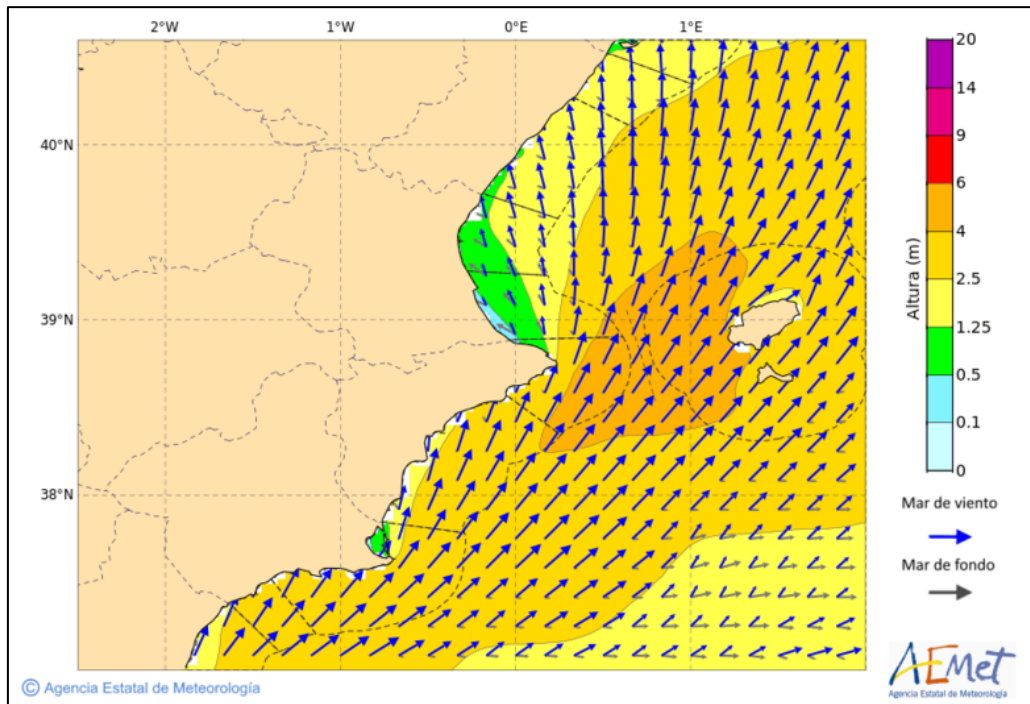 2°W 1°W 0°E 1°E
40°N
39°N
38°N
20
14
9
6
4
2.5
1.25
0.5
0.1
0
Altura (m)
Mar de viento
Mar de fondo
© Agencia Estatal de Meteorología
AEMet
Agencia Estatal de Meteorología